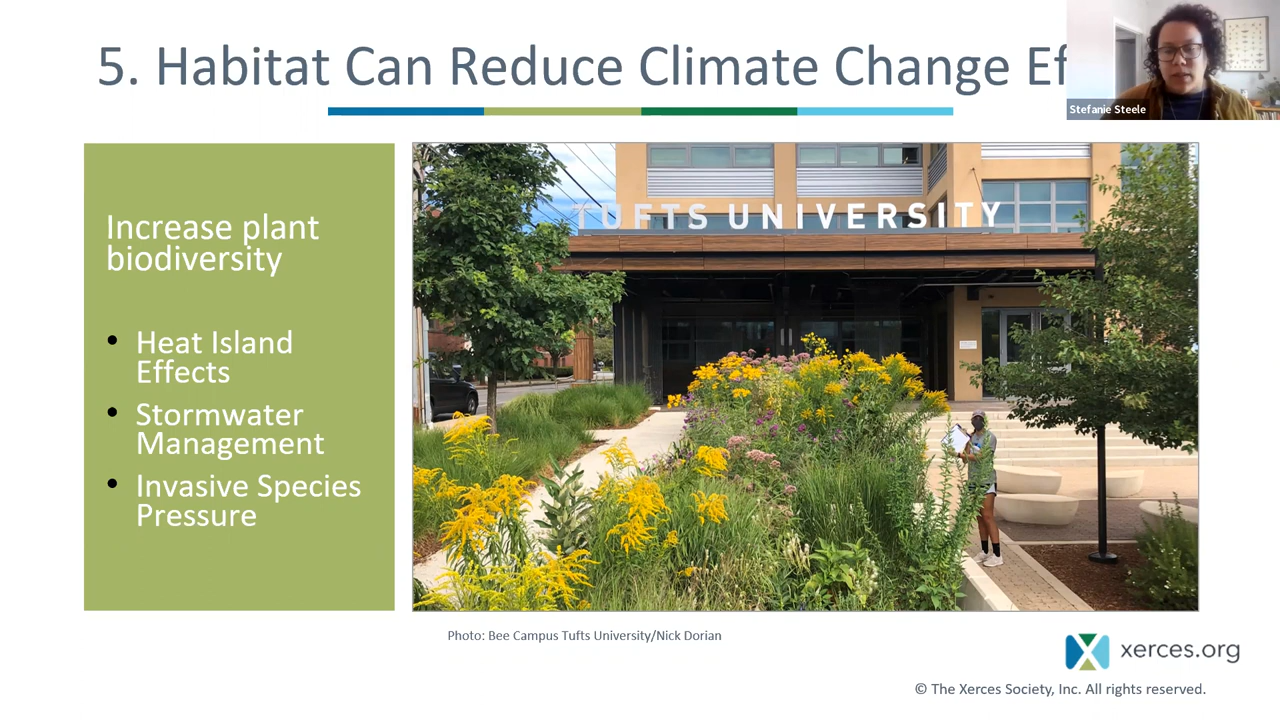 5. Habitat Can Reduce Climate Change Ef
Stefanie Steele
Increase plant
biodiversity
• Heat Island
Effects
• Stormwater
Management
• Invasive Species
Pressure
TUFTS UNIVERSITY
Photo: Bee Campus Tufts University/Nick Dorian
xerces.org
© The Xerces Society, Inc. All rights reserved.